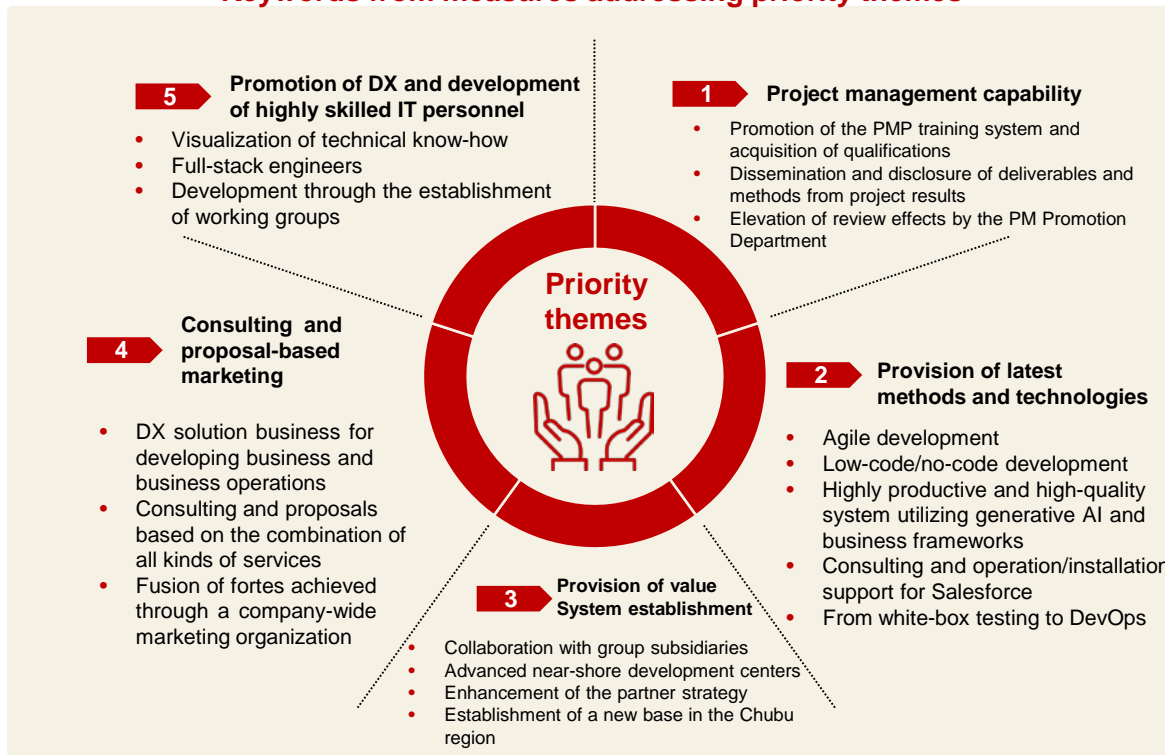 Keywords from measures addressing priority themes
5
Promotion of DX and development
of highly skilled IT personnel
• Visualization of technical know-how
• Full-stack engineers
• Development through the establishment
of working groups
1
Project management capability
• Promotion of the PMP training system and
acquisition of qualifications
• Dissemination and disclosure of deliverables and
methods from project results
• Elevation of review effects by the PM Promotion
Department
Priority
themes
4
Consulting and
proposal-based
marketing
• DX solution business for
developing business and
business operations
• Consulting and proposals
based on the combination of
all kinds of services
• Fusion of fortes achieved
through a company-wide
marketing organization
2
Provision of latest
methods and technologies
• Agile development
• Low-code/no-code development
• Highly productive and high-quality
system utilizing generative AI and
business frameworks
• Consulting and operation/installation
support for Salesforce
• From white-box testing to DevOps
3
Provision of value
System establishment
• Collaboration with group subsidiaries
• Advanced near-shore development centers
• Enhancement of the partner strategy
• Establishment of a new base in the Chubu
region